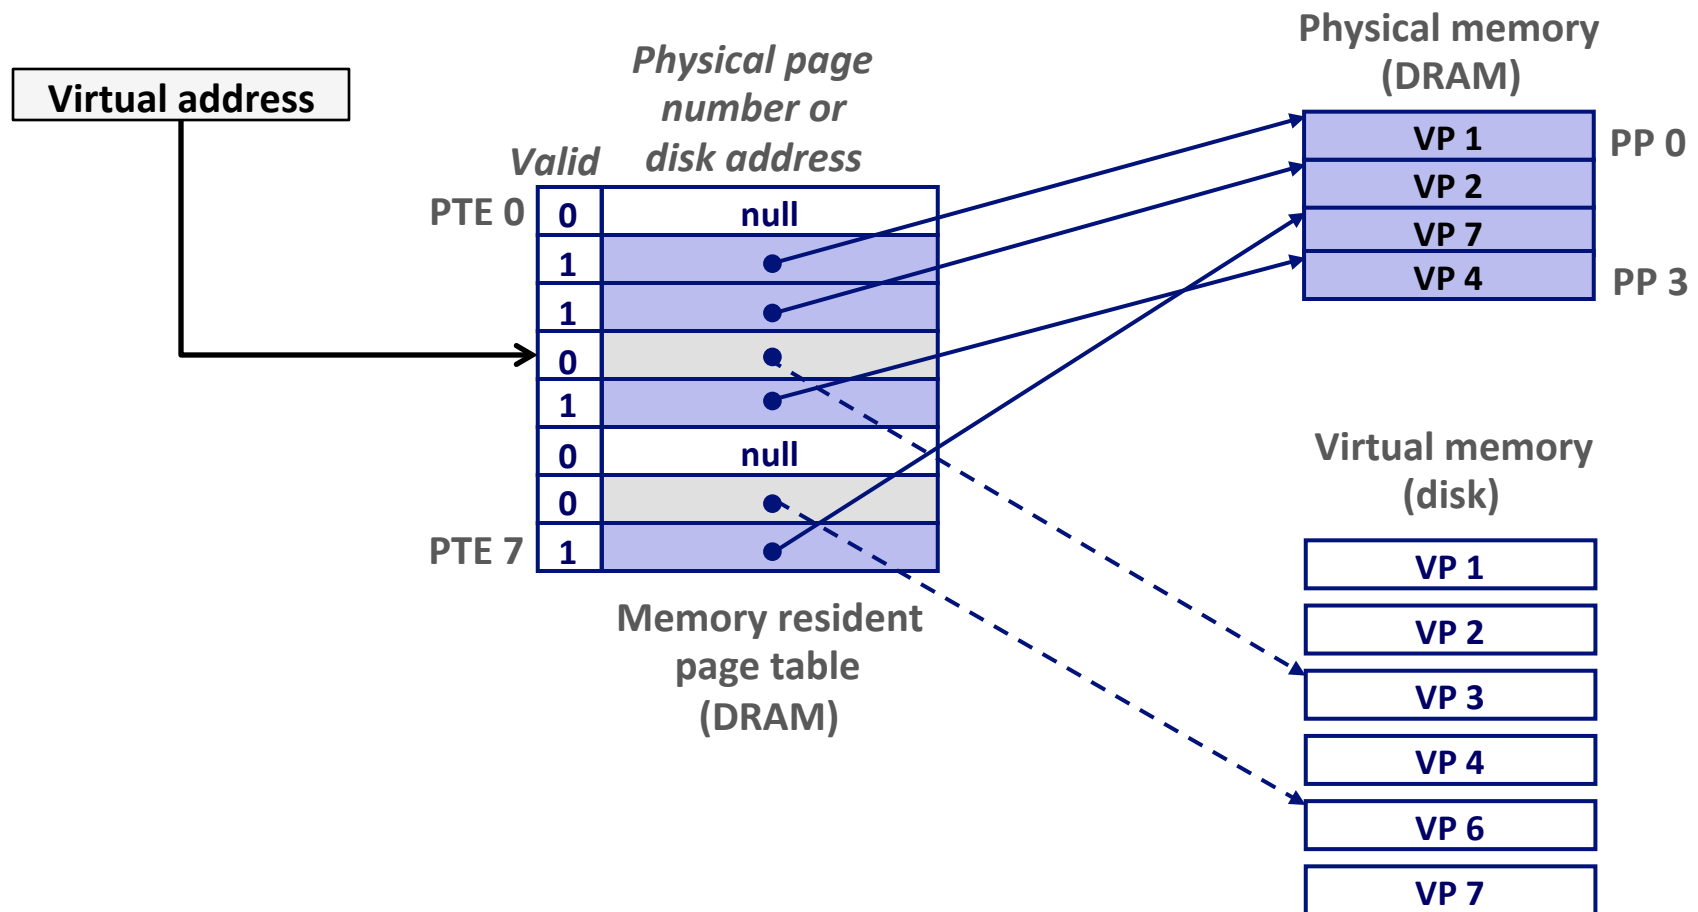 Virtual address
Physical page
number or
disk address
Valid
PTE 0
0
null
1
1
0
1
0
null
0
PTE 7
1
Memory resident
page table
(DRAM)
Physical memory
(DRAM)
VP 1
PP 0
VP 2
VP 7
VP 4
PP 3
Virtual memory
(disk)
VP 1
VP 2
VP 3
VP 4
VP 6
VP 7